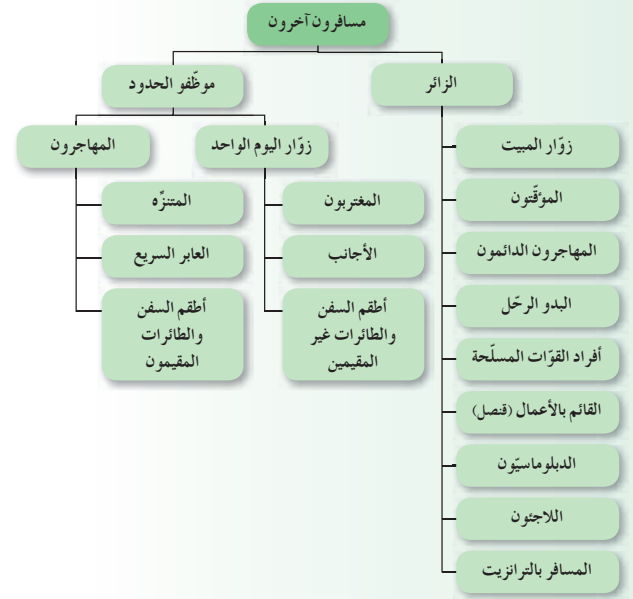 مسافرون آخرون
الزائر
موظّفو الحدود
زوّار المبيت
الموقّتون
المهاجرون الدائمون
البدو الرحّل
أفراد القوّات المسلّحة
القائم بالأعمال (قنصل)
الدبلوماسيّون
اللاجئون
المسافر بالترانزيت
زوّار اليوم الواحد
المغتربون
الأجانب
أطقم السفن
والطائرات غير
المقيمين
المهاجرون
المتنزّه
العابر السريع
أطقم السفن
والطائرات
المقيمون